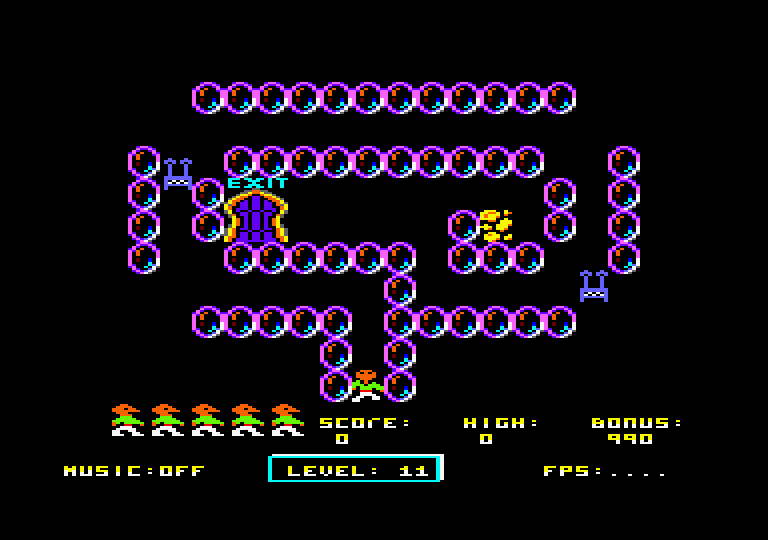 EXIT
SCOrE: HIGH: BONUS:
0 0 990
MUSIC:OFF LEVEL: 11 FPS:....